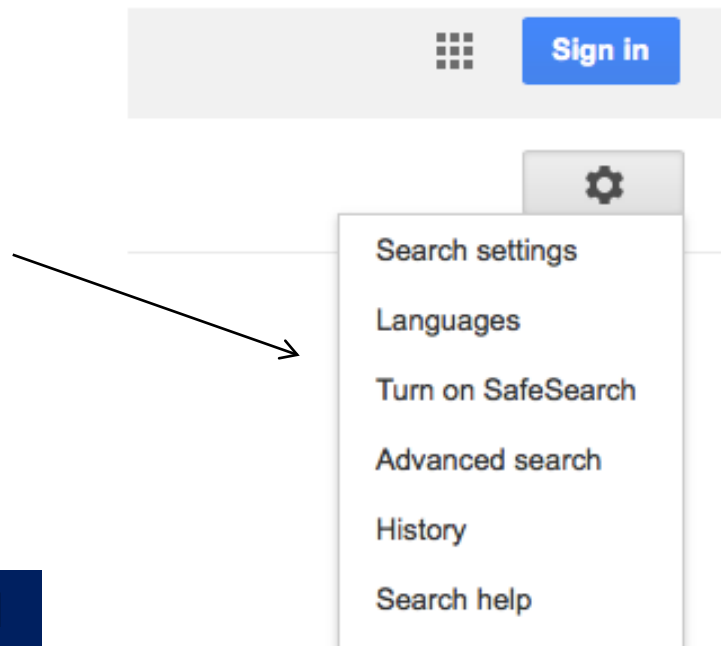 Sign in
Search settings
Languages
Turn on SafeSearch
Advanced search
History
Search help